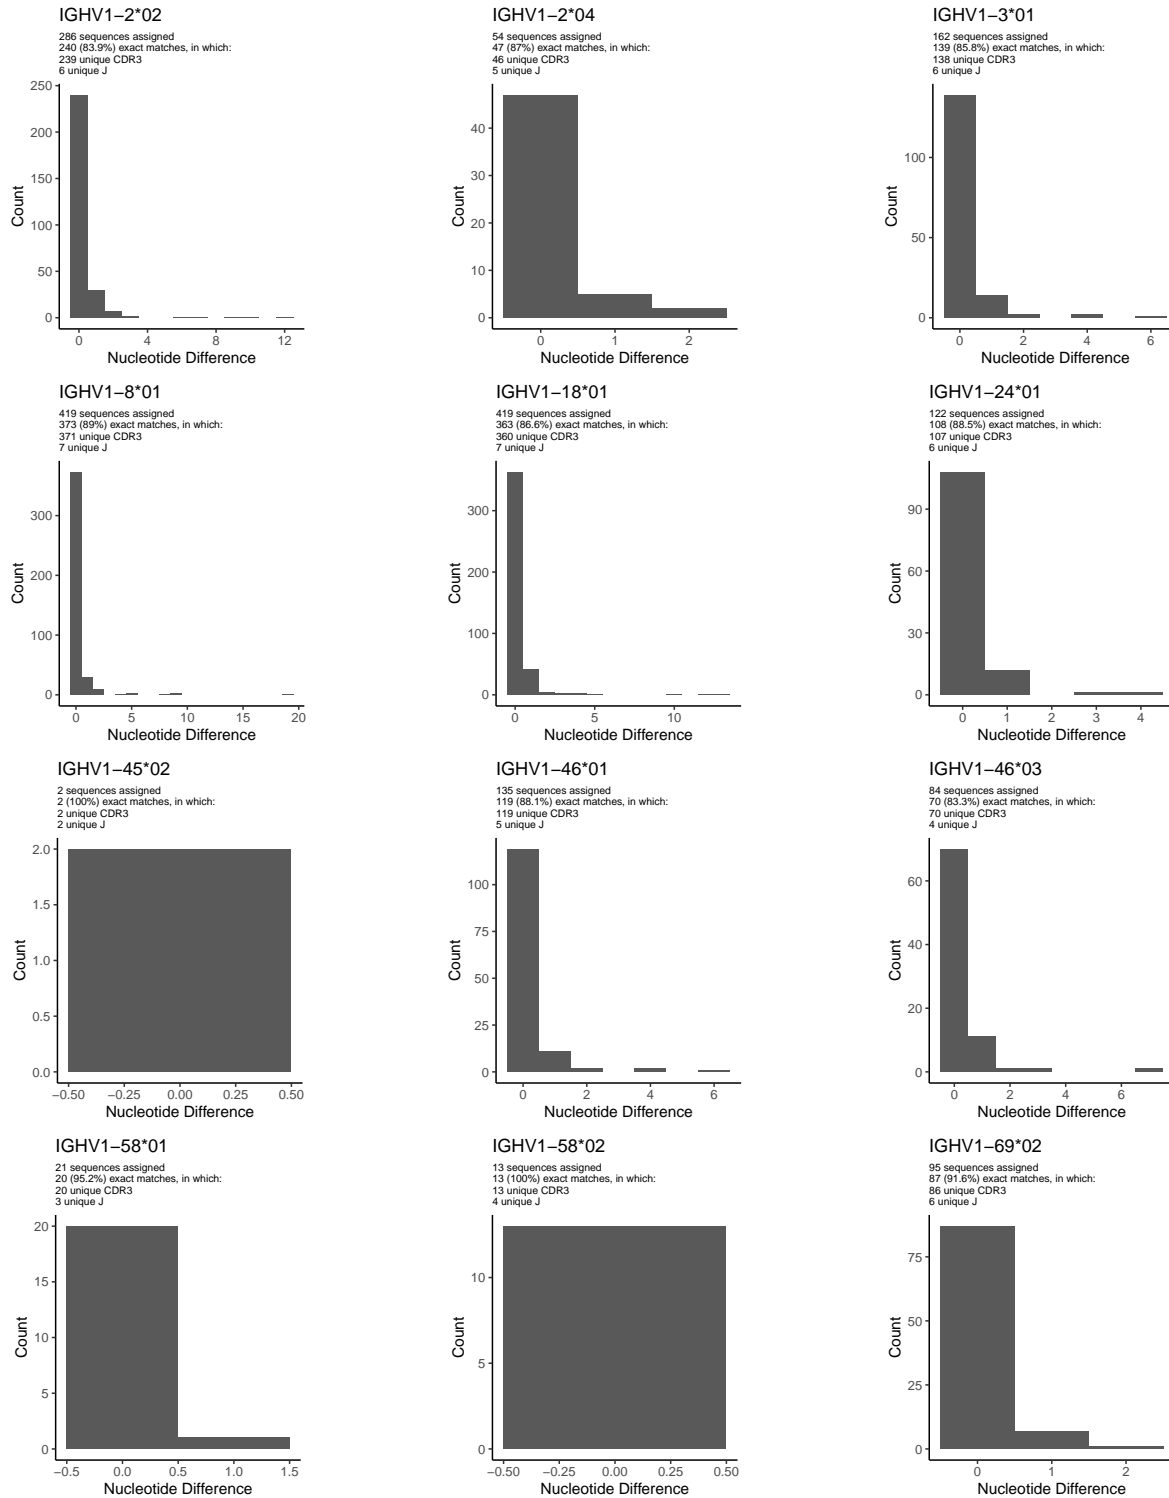 IGHV1−2*02
286 sequences assigned
240 (83.9%) exact matches, in which:
239 unique CDR3
6 unique J
250
200
150
100
50
0
Count
0 4 8 12
Nucleotide Difference
IGHV1−2*04
54 sequences assigned
47 (87%) exact matches, in which:
46 unique CDR3
5 unique J
40
30
20
10
0
Count
0 1 2
Nucleotide Difference
IGHV1−3*01
162 sequences assigned
139 (85.8%) exact matches, in which:
138 unique CDR3
6 unique J
100
50
0
Count
0 2 4 6
Nucleotide Difference
IGHV1−8*01
419 sequences assigned
373 (89%) exact matches, in which:
371 unique CDR3
7 unique J
300
200
100
0
Count
0 5 10 15 20
Nucleotide Difference
IGHV1−18*01
419 sequences assigned
363 (86.6%) exact matches, in which:
360 unique CDR3
7 unique J
300
200
100
0
Count
0 5 10
Nucleotide Difference
IGHV1−24*01
122 sequences assigned
108 (88.5%) exact matches, in which:
107 unique CDR3
6 unique J
90
60
30
0
Count
0 1 2 3 4
Nucleotide Difference
IGHV1−45*02
2 sequences assigned
2 (100%) exact matches, in which:
2 unique CDR3
2 unique J
2.0
1.5
1.0
0.5
0.0
Count
−0.50 −0.25 0.00 0.25 0.50
Nucleotide Difference
IGHV1−46*01
135 sequences assigned
119 (88.1%) exact matches, in which:
119 unique CDR3
5 unique J
100
75
50
25
0
Count
0 2 4 6
Nucleotide Difference
IGHV1−46*03
84 sequences assigned
70 (83.3%) exact matches, in which:
70 unique CDR3
4 unique J
60
40
20
0
Count
0 2 4 6
Nucleotide Difference
IGHV1−58*01
21 sequences assigned
20 (95.2%) exact matches, in which:
20 unique CDR3
3 unique J
20
15
10
5
0
Count
−0.5 0.0 0.5 1.0 1.5
Nucleotide Difference
IGHV1−58*02
13 sequences assigned
13 (100%) exact matches, in which:
13 unique CDR3
4 unique J
10
5
0
Count
−0.50 −0.25 0.00 0.25 0.50
Nucleotide Difference
IGHV1−69*02
95 sequences assigned
87 (91.6%) exact matches, in which:
86 unique CDR3
6 unique J
75
50
25
0
Count
0 1 2
Nucleotide Difference